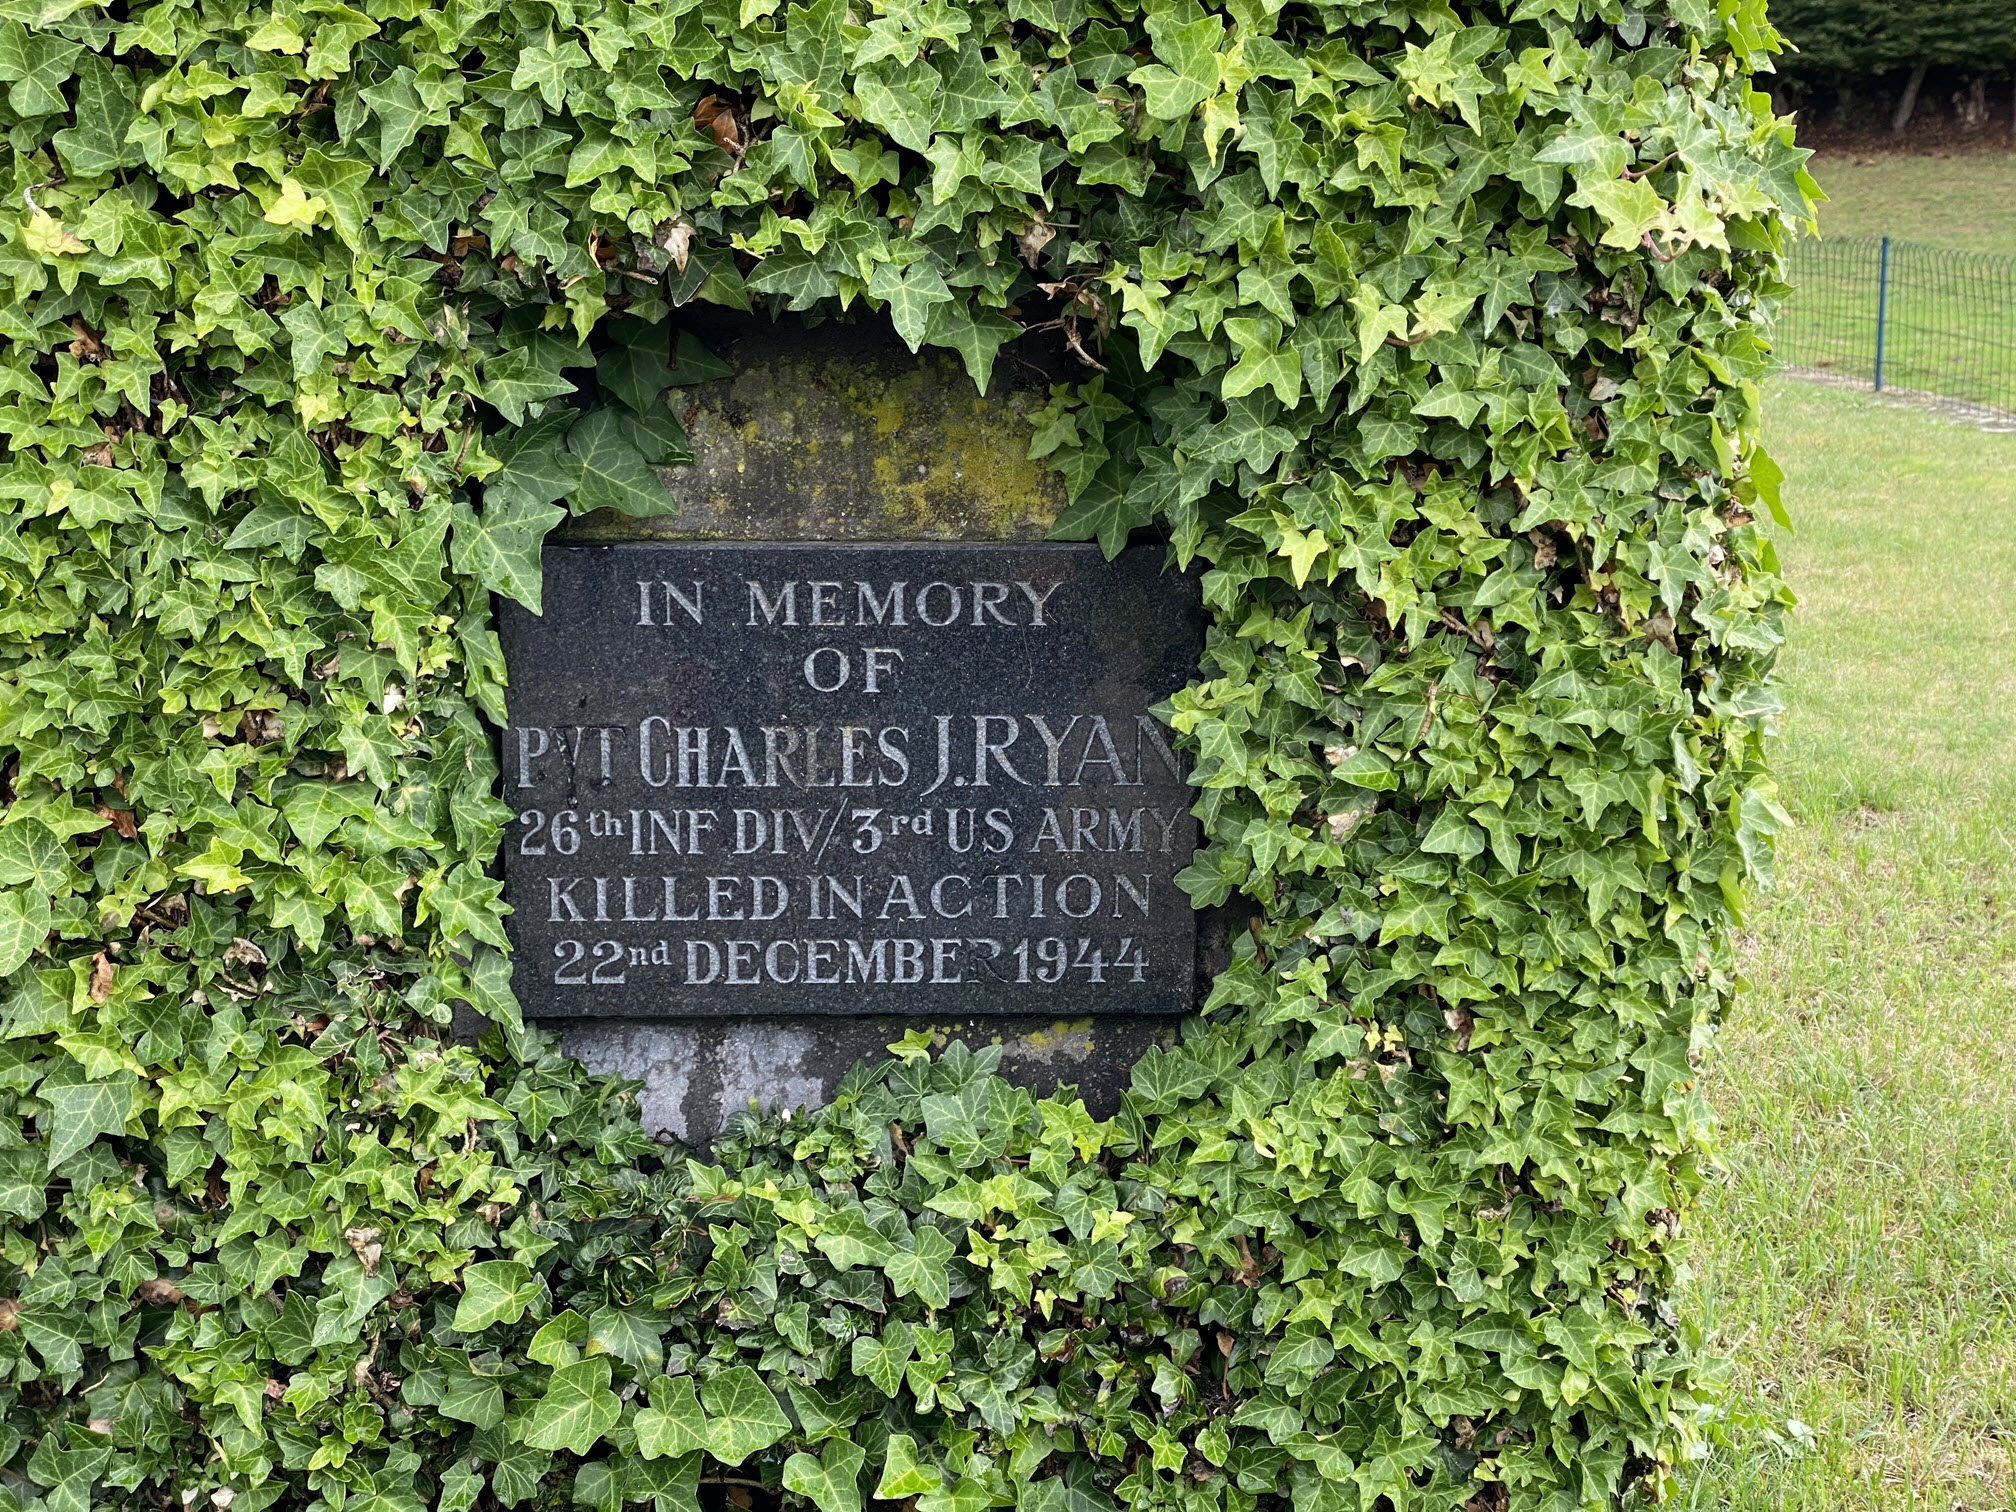 IN MEMORY
OF
PVT CHARLES J.RYAN
26th INF DIV/3rd US ARMY
KILLED IN ACTION
22nd DECEMBER 1944